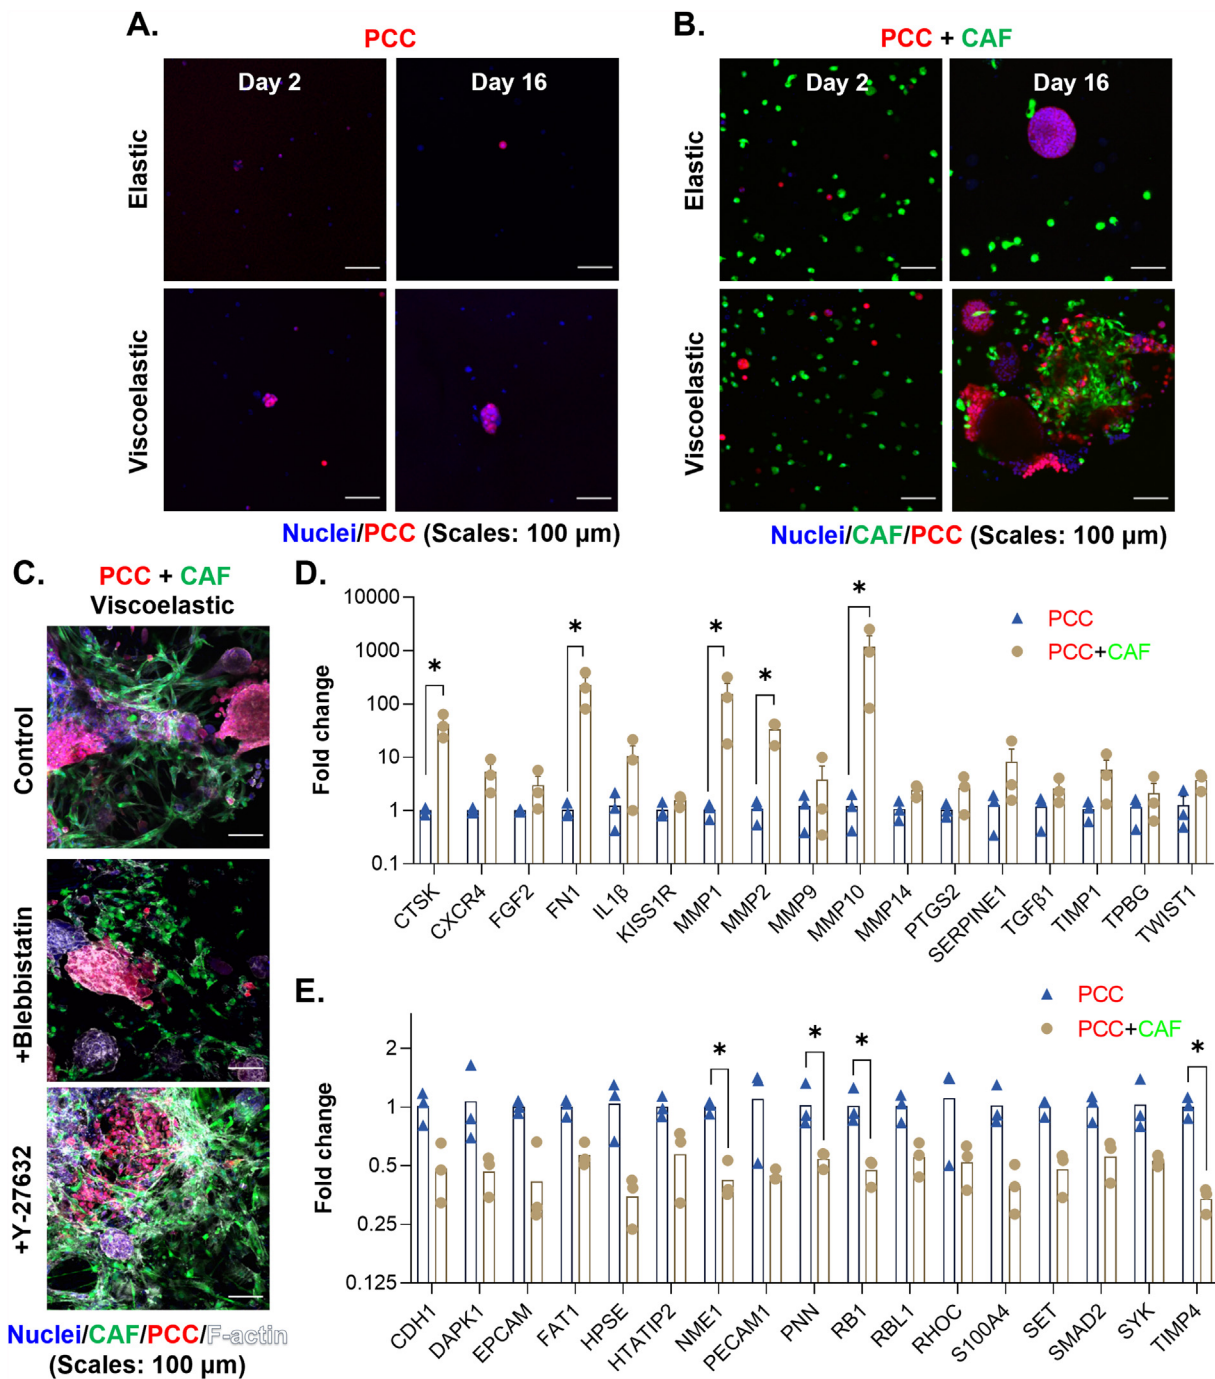 A.
PCC
Day 2
Day 16
Elastic
Viscoelastic
Nuclei/PCC (Scales: 100 μm)
B.
PCC + CAF
Day 2
Day 16
Elastic
Viscoelastic
Nuclei/CAF/PCC (Scales: 100 μm)
C.
PCC + CAF
Viscoelastic
Control
+Blebbistatin
+Y-27632
Nuclei/CAF/PCC/F-actin
(Scales: 100 μm)
D.
Fold change
10000
1000
100
10
1
0.1
*
*
*
*
*
PCC
PCC+CAF
CTSK
CXCR4
FGF2
FN1
IL1β
KISS1R
MMP1
MMP2
MMP9
MMP10
MMP14
PTGS2
SERPINE1
TGFβ1
TIMP1
TPBG
TWIST1
E.
Fold change
2
1
0.5
0.25
0.125
*
*
*
*
PCC
PCC+CAF
CDH1
DAPK1
EPCAM
FAT1
HPSE
HTATIP2
NME1
PECAM1
PNN
RB1
RBL1
RHOC
S100A4
SET
SMAD2
SYK
TIMP4